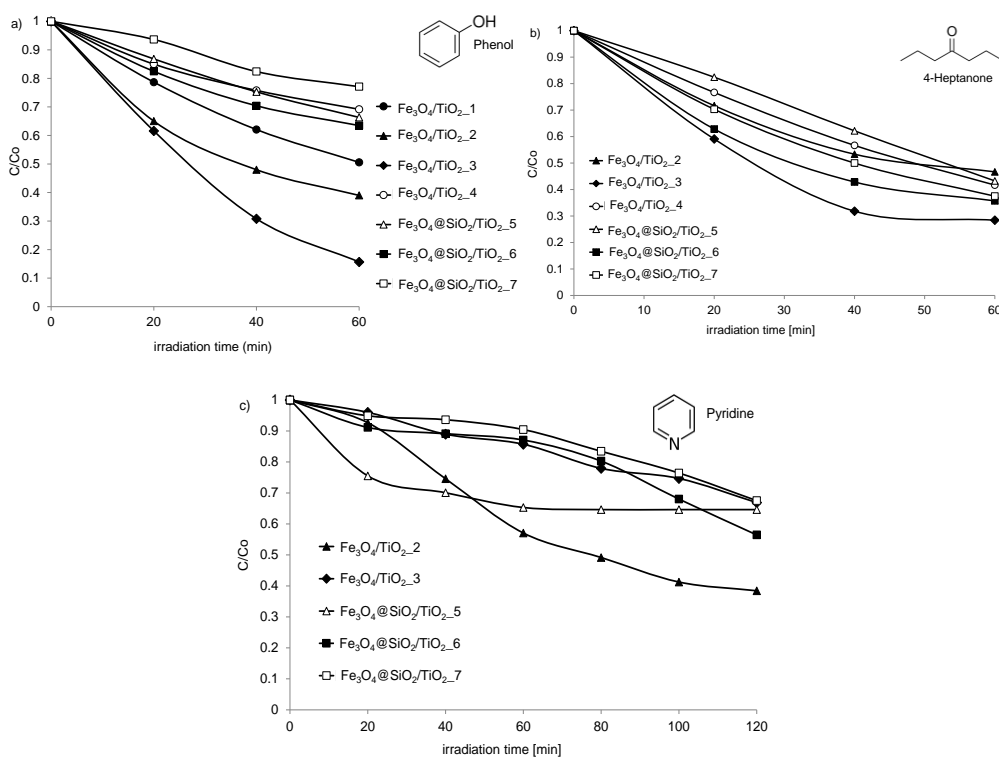 a)
OH
Phenol
1
0.9
0.8
0.7
0.6
0.5
0.4
0.3
0.2
0.1
0
C/Co
0 20 40 60
irradiation time (min)
Fe₃O₄/TiO₂_1
Fe₃O₄/TiO₂_2
Fe₃O₄/TiO₂_3
Fe₃O₄/TiO₂_4
Fe₃O₄@SiO₂/TiO₂_5
Fe₃O₄@SiO₂/TiO₂_6
Fe₃O₄@SiO₂/TiO₂_7
b)
O
4-Heptanone
1
0.9
0.8
0.7
0.6
0.5
0.4
0.3
0.2
0.1
0
C/Co
0 10 20 30 40 50 60
irradiation time [min]
Fe₃O₄/TiO₂_2
Fe₃O₄/TiO₂_3
Fe₃O₄/TiO₂_4
Fe₃O₄@SiO₂/TiO₂_5
Fe₃O₄@SiO₂/TiO₂_6
Fe₃O₄@SiO₂/TiO₂_7
c)
N
Pyridine
1
0.9
0.8
0.7
0.6
0.5
0.4
0.3
0.2
0.1
0
C/Co
0 20 40 60 80 100 120
irradiation time [min]
Fe₃O₄/TiO₂_2
Fe₃O₄/TiO₂_3
Fe₃O₄@SiO₂/TiO₂_5
Fe₃O₄@SiO₂/TiO₂_6
Fe₃O₄@SiO₂/TiO₂_7